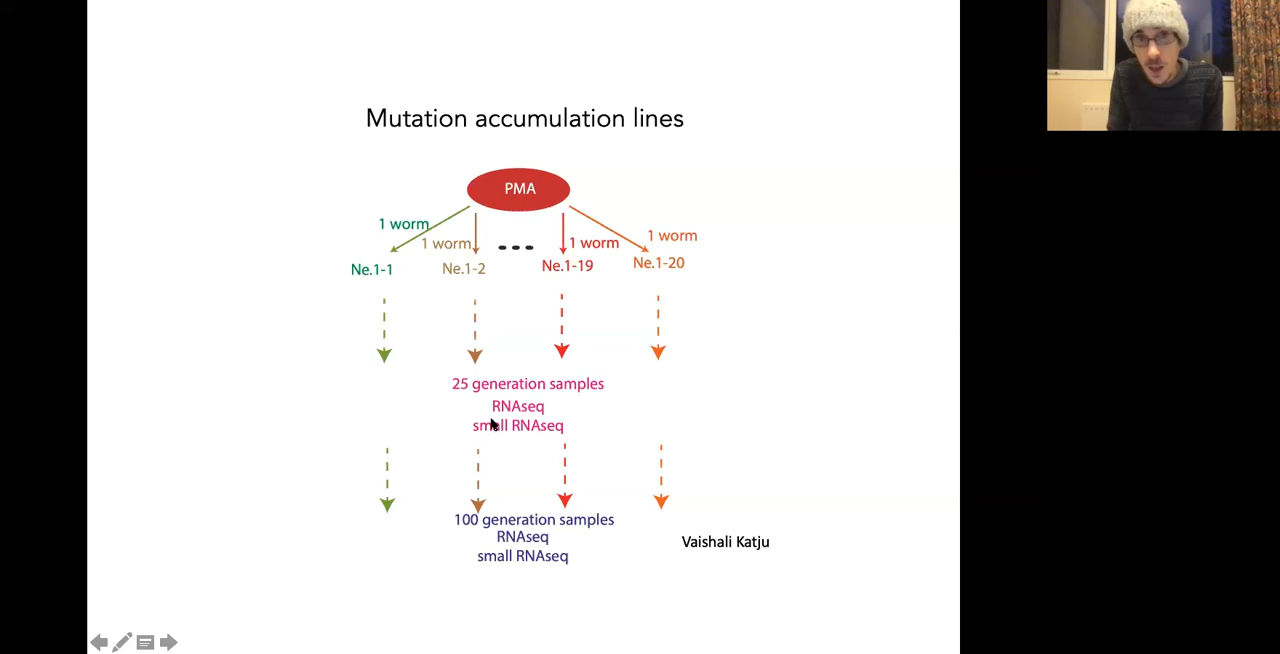 Mutation accumulation lines
PMA
1 worm
1 worm
1 worm
1 worm
Ne.1-1
Ne.1-2
Ne.1-19
Ne.1-20
25 generation samples
RNAseq
small RNAseq
100 generation samples
RNAseq
small RNAseq
Vaishali Katju